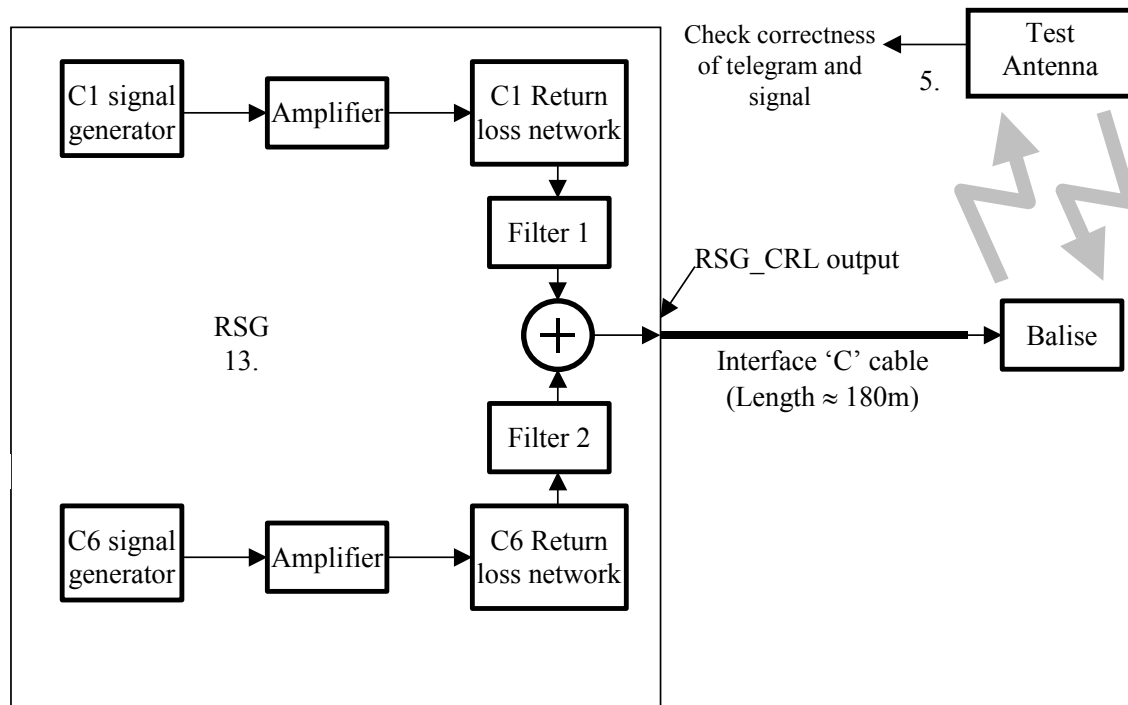 C1 signal
generator
Amplifier
C1 Return
loss network
Filter 1
+
RSG
13.
Filter 2
C6 signal
generator
Amplifier
C6 Return
loss network
RSG_CRL output
Interface ‘C’ cable
(Length ≈ 180m)
Balise
Check correctness
of telegram and
signal
5.
Test
Antenna